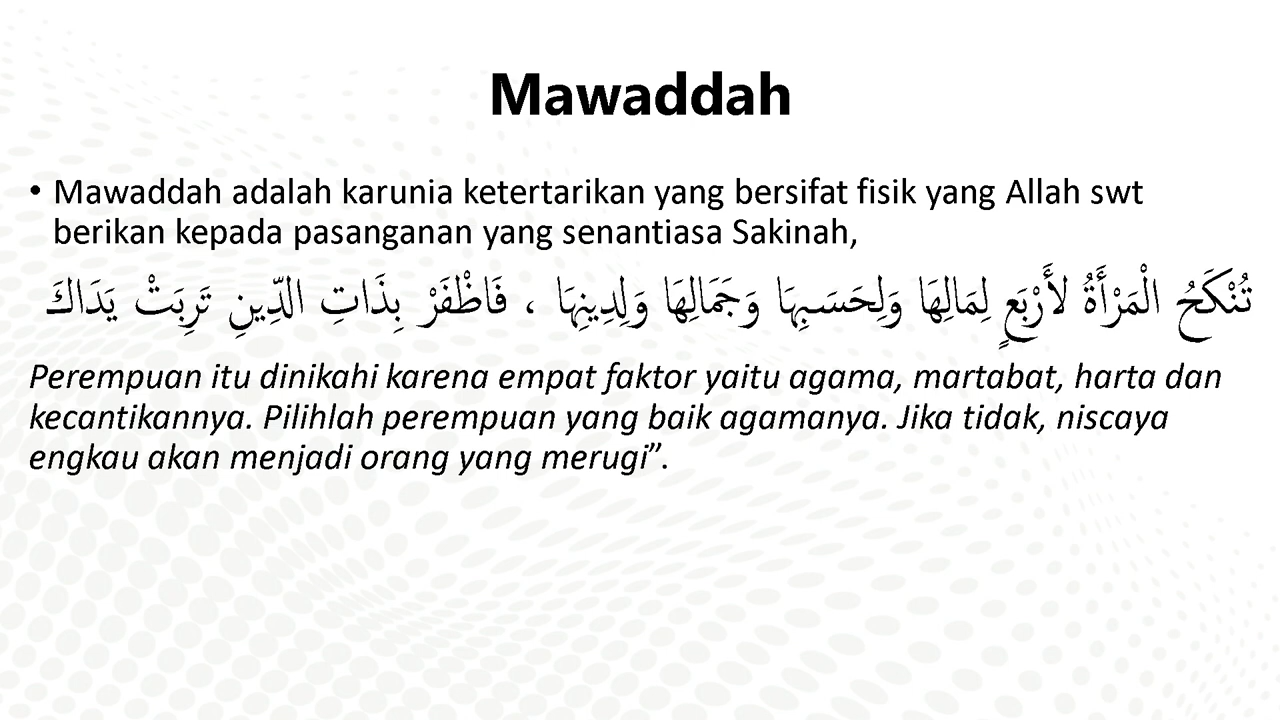 Mawaddah
• Mawaddah adalah karunia ketertarikan yang bersifat fisik yang Allah swt
berikan kepada pasanganan yang senantiasa Sakinah,
تُنْكَحُ الْمَرْأَةُ لأَرْبَعٍ لِمَالِهَا وَلِحَسَبِهَا وَجَمَالِهَا وَلِدِينِهَا ، فَاظْفَرْ بِذَاتِ الدِّينِ تَرِبَتْ يَدَاكَ
Perempuan itu dinikahi karena empat faktor yaitu agama, martabat, harta dan
kecantikannya. Pilihlah perempuan yang baik agamanya. Jika tidak, niscaya
engkau akan menjadi orang yang merugi”.